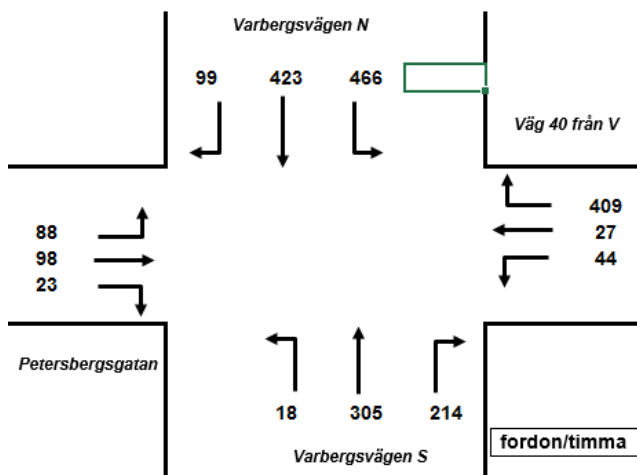 Varbergsvägen N
99 423 466
Väg 40 från V
409
27
44
88
98
23
Petersbergsgatan
18 305 214
Varbergsvägen S
fordon/timma